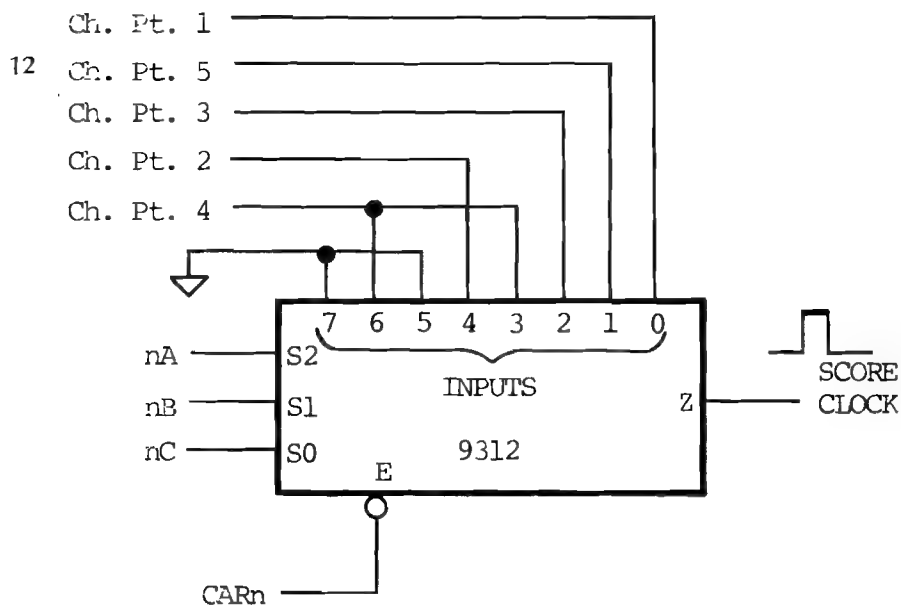 Ch. Pt. 1
12 Ch. Pt. 5
Ch. Pt. 3
Ch. Pt. 2
Ch. Pt. 4
7 6 5 4 3 2 1 0
nA S2
INPUTS
SCORE
nB S1
Z CLOCK
nC S0
9312
E
CARn